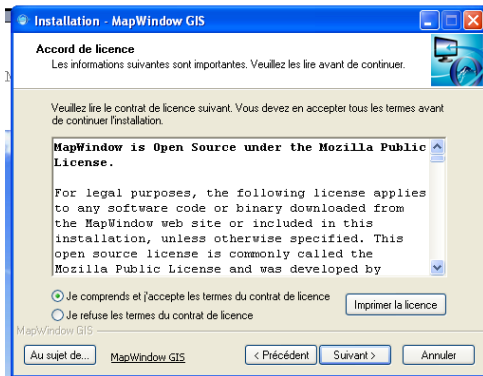 Installation - MapWindow GIS
Accord de licence
Les informations suivantes sont importantes. Veuillez les lire avant de continuer.
Veuillez lire le contrat de licence suivant. Vous devez en accepter tous les termes avant
de continuer l'installation.
MapWindow is Open Source under the Mozilla Public
License.
For legal purposes, the following license applies
to any software code or binary downloaded from
the MapWindow web site or included in this
installation, unless otherwise specified. This
open source license is commonly called the
Mozilla Public License and was developed by
Je comprends et j'accepte les termes du contrat de licence
Imprimer la licence
Je refuse les termes du contrat de licence
MapWindow GIS
Au sujet de...
MapWindow GIS
< Précédent
Suivant >
Annuler